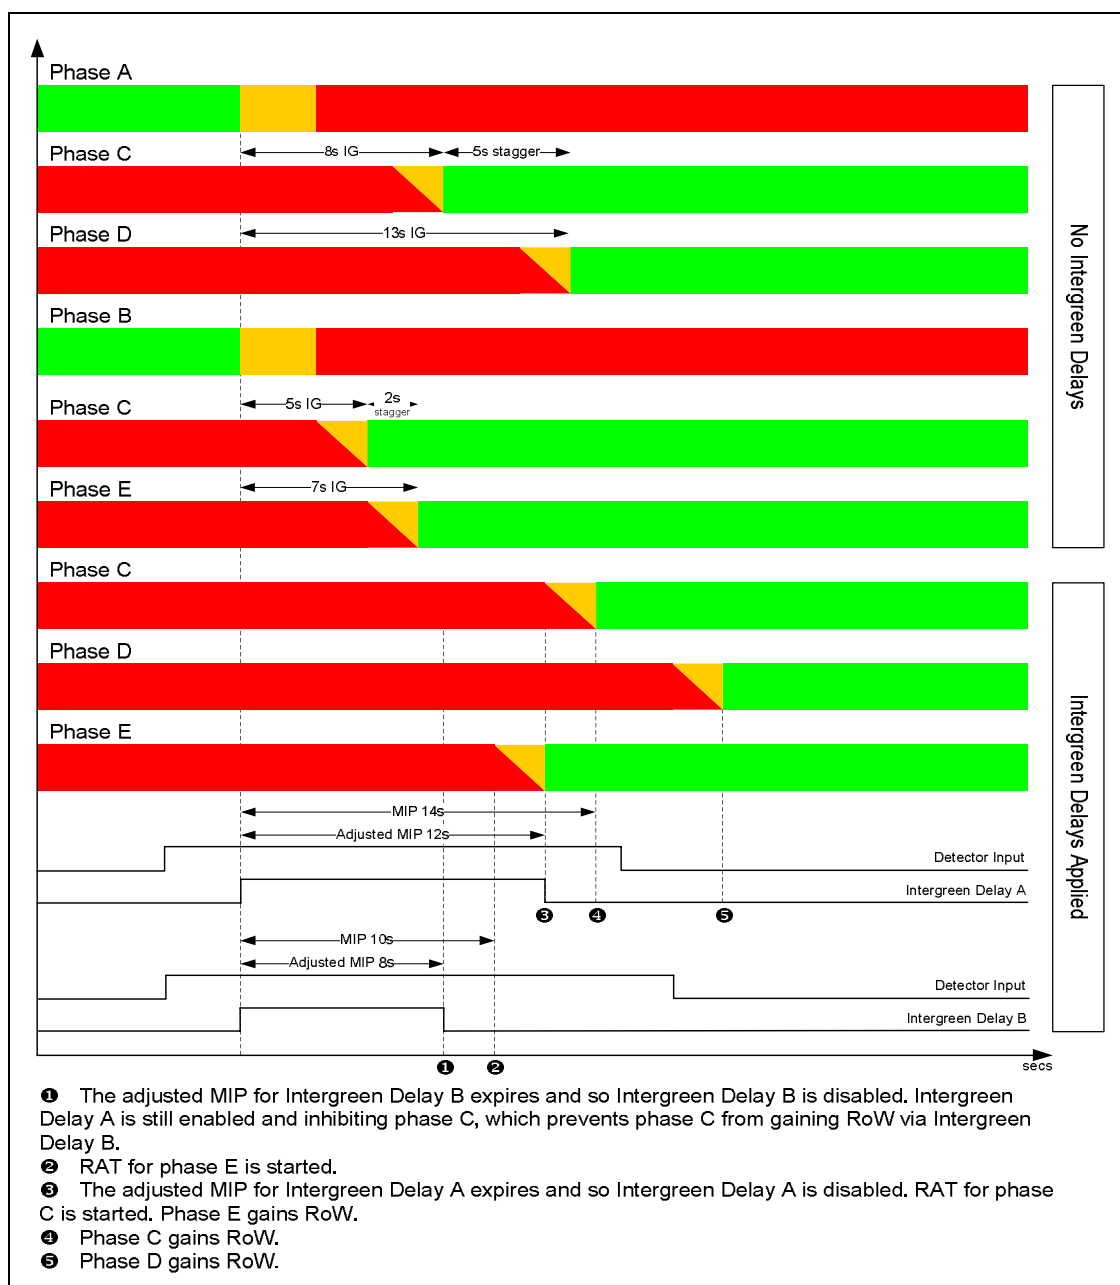 Phase A
8s IG
5s stagger
Phase C
Phase D
13s IG
Phase B
5s IG
2s
stagger
Phase C
Phase E
7s IG
No Intergreen Delays
Phase C
Phase D
Phase E
MIP 14s
Adjusted MIP 12s
Detector Input
Intergreen Delay A
❸ ❹ ❺
MIP 10s
Adjusted MIP 8s
Detector Input
Intergreen Delay B
Intergreen Delays Applied
secs
❶ ❷
❶ The adjusted MIP for Intergreen Delay B expires and so Intergreen Delay B is disabled. Intergreen
Delay A is still enabled and inhibiting phase C, which prevents phase C from gaining RoW via Intergreen
Delay B.
❷ RAT for phase E is started.
❸ The adjusted MIP for Intergreen Delay A expires and so Intergreen Delay A is disabled. RAT for phase
C is started. Phase E gains RoW.
❹ Phase C gains RoW.
❺ Phase D gains RoW.